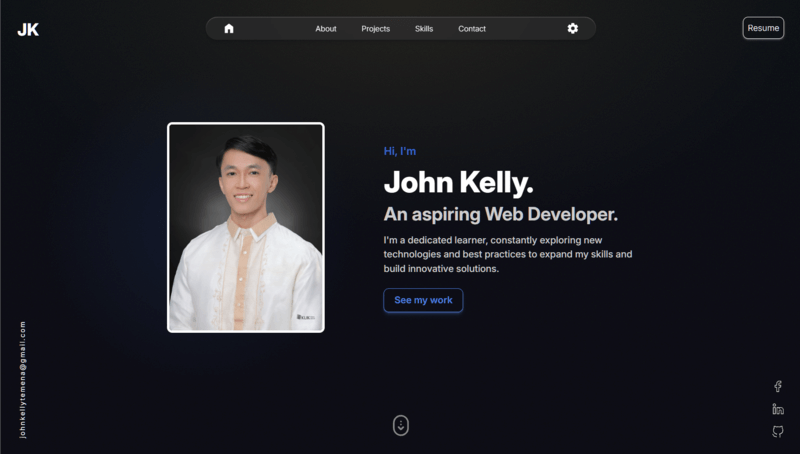 JK
About
Projects
Skills
Contact
Resume
Hi, I'm
John Kelly.
An aspiring Web Developer.
I'm a dedicated learner, constantly exploring new
technologies and best practices to expand my skills and
build innovative solutions.
See my work
johnkellytemena@gmail.com